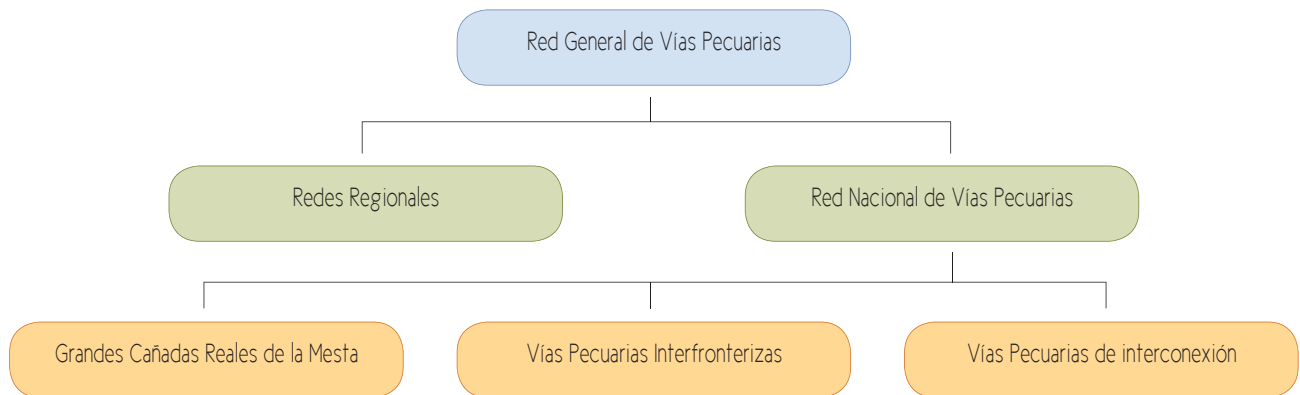 Red General de Vías Pecuarias
Redes Regionales
Red Nacional de Vías Pecuarias
Grandes Cañadas Reales de la Mesta
Vías Pecuarias Interfronterizas
Vías Pecuarias de interconexión